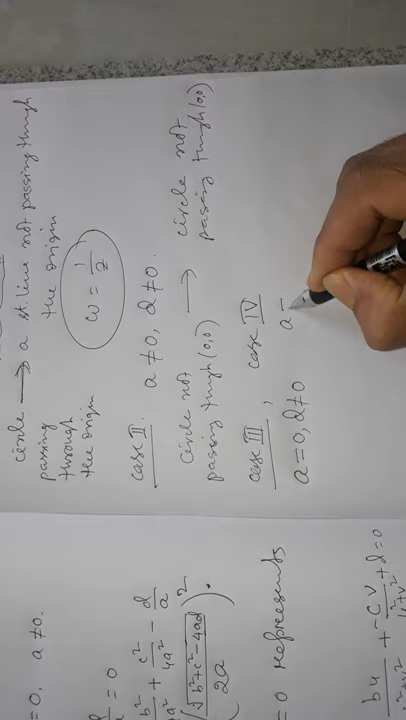 circle → a st line not passing through
passing the origin
through
the origin
w = 1/z
case II. a ≠ 0, d ≠ 0.
circle not → circle not
passing through (0,0) passing through (0,0)
case III, case IV
a = 0, d ≠ 0 a
= 0. a ≠ 0.
= 0
b²/4a² + c²/4a² - d/a
(√b²+c²-4ad / 2a)².
= 0 represents